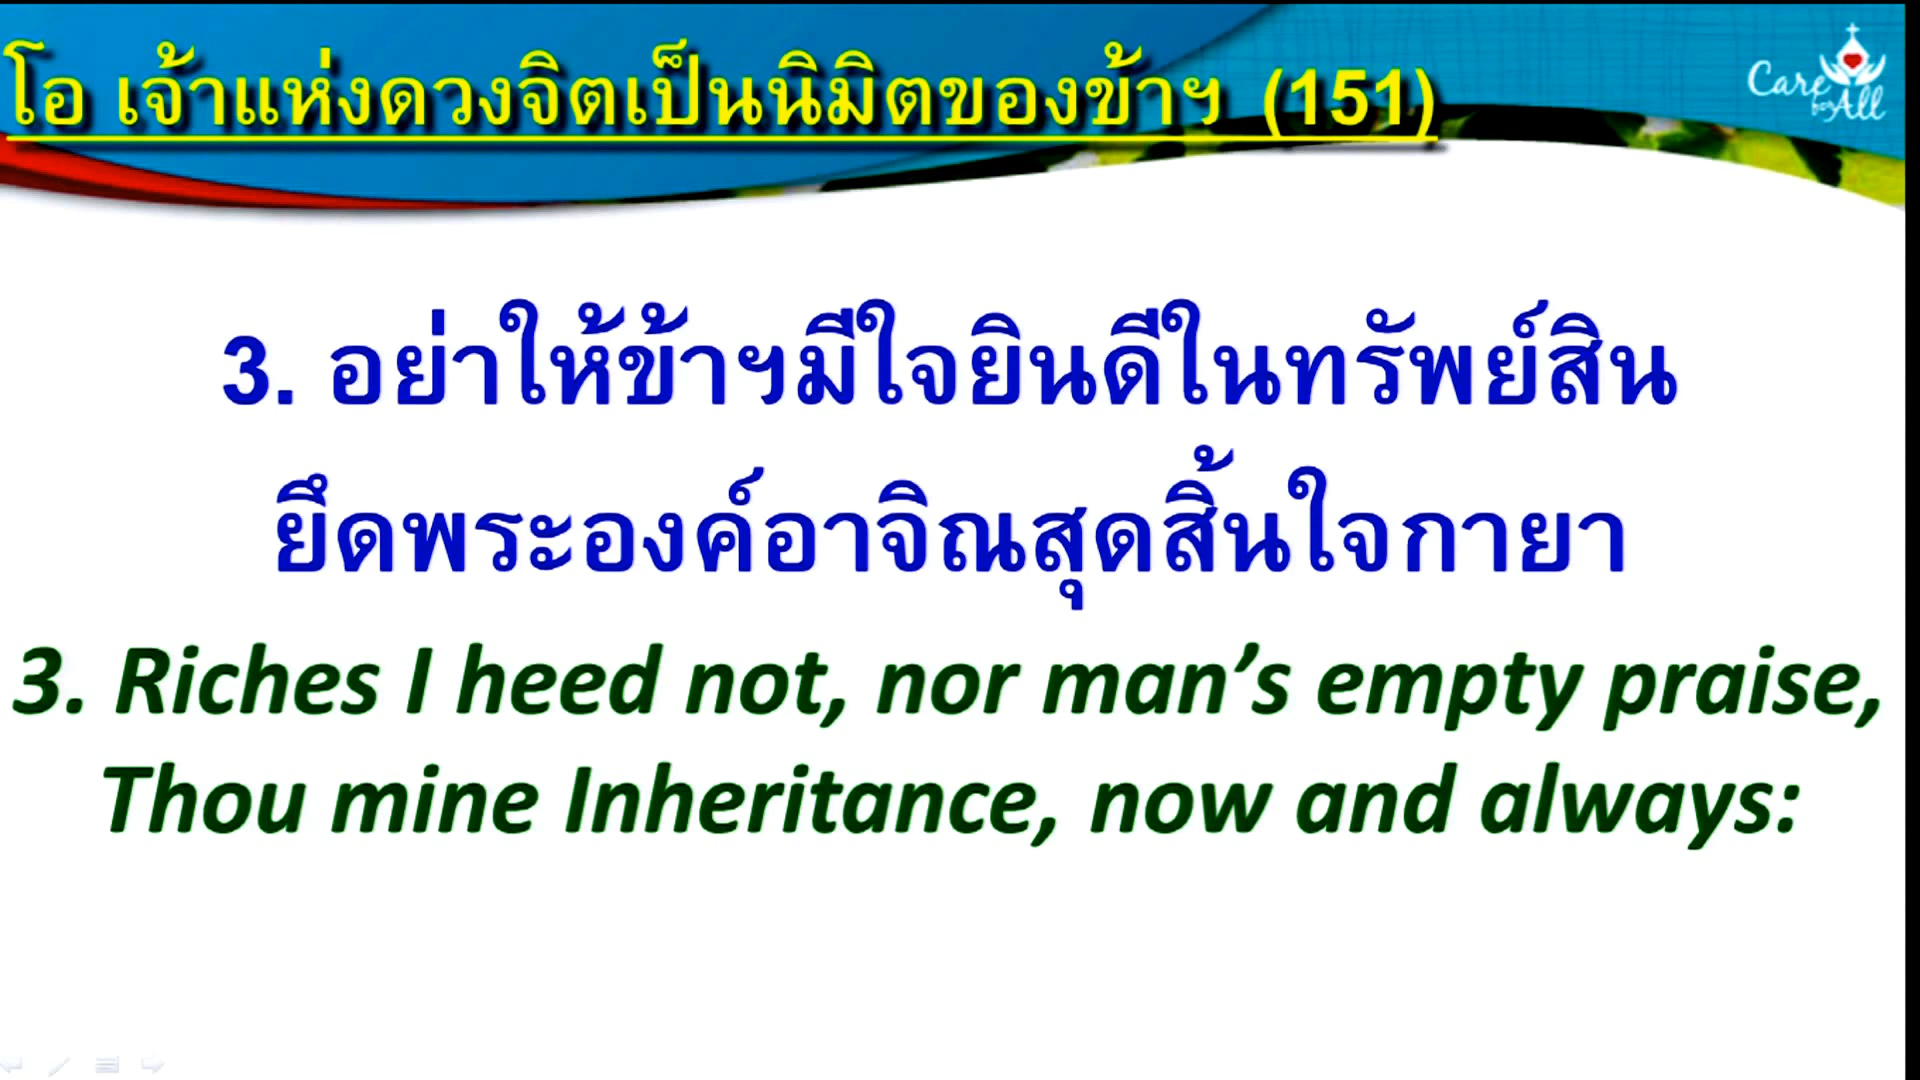 โอ เจ้าแห่งดวงจิตเป็นนิมิตของข้าฯ (151)
Care
for All
3. อย่าให้ข้าฯมีใจยินดีในทรัพย์สิน
ยึดพระองค์อาจิณสุดสิ้นใจกายา
3. Riches I heed not, nor man’s empty praise,
Thou mine Inheritance, now and always: